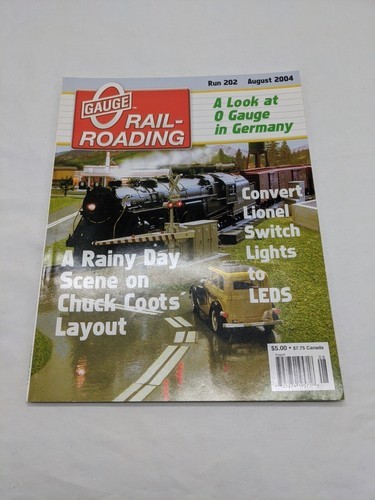 Run 202 August 2004
O GAUGE™
RAIL-
ROADING
A Look at
O Gauge
in Germany
Convert
Lionel
Switch
Lights
to
LEDS
A Rainy Day
Scene on
Chuck Coots
Layout
$5.00 • $7.75 Canada